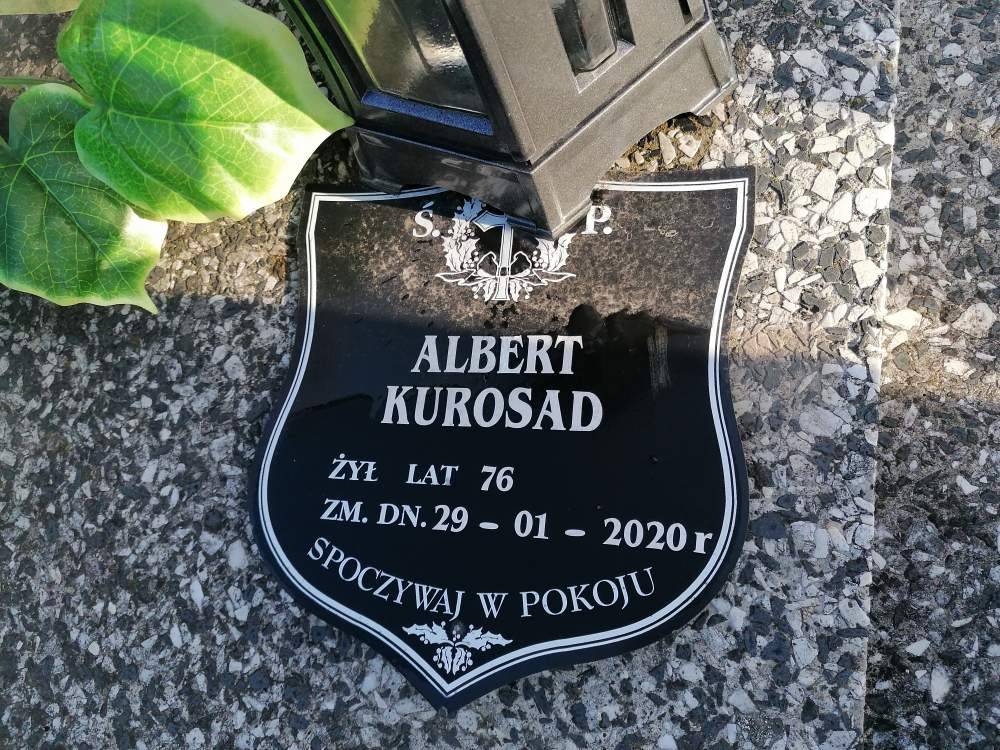 Ś. P.
ALBERT
KUROSAD
ŻYŁ LAT 76
ZM. DN. 29 - 01 - 2020 r
SPOCZYWAJ W POKOJU